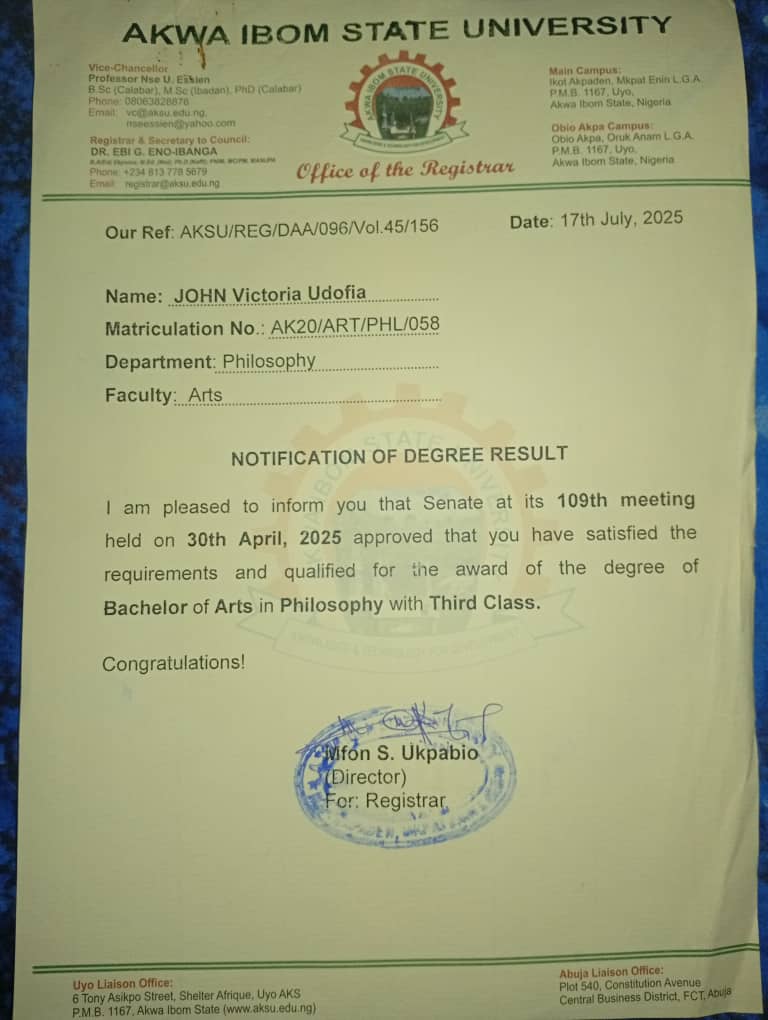 AKWA IBOM STATE UNIVERSITY
Vice-Chancellor
Professor Nse U. Essien
B.Sc (Calabar), M.Sc (Ibadan), PhD (Calabar)
Phone: 08063828876
Email: vc@aksu.edu.ng,
nseessien@yahoo.com
Registrar & Secretary to Council:
DR. EBI G. ENO-IBANGA
Phone: +234 813 778 5679
Email: registrar@aksu.edu.ng
AKWA IBOM STATE UNIVERSITY
Office of the Registrar
Main Campus:
Ikot Akpaden, Mkpat Enin L.G.A.
P.M.B. 1167, Uyo,
Akwa Ibom State, Nigeria
Obio Akpa Campus:
Obio Akpa, Oruk Anam L.G.A.
P.M.B. 1167, Uyo,
Akwa Ibom State, Nigeria
Our Ref: AKSU/REG/DAA/096/Vol.45/156
Date: 17th July, 2025
Name: JOHN Victoria Udofia
Matriculation No.: AK20/ART/PHL/058
Department: Philosophy
Faculty: Arts
NOTIFICATION OF DEGREE RESULT
I am pleased to inform you that Senate at its 109th meeting
held on 30th April, 2025 approved that you have satisfied the
requirements and qualified for the award of the degree of
Bachelor of Arts in Philosophy with Third Class.
Congratulations!
Mfon S. Ukpabio
(Director)
For: Registrar
Uyo Liaison Office:
6 Tony Asikpo Street, Shelter Afrique, Uyo AKS
P.M.B. 1167, Akwa Ibom State (www.aksu.edu.ng)
Abuja Liaison Office:
Plot 540, Constitution Avenue
Central Business District, FCT, Abuja